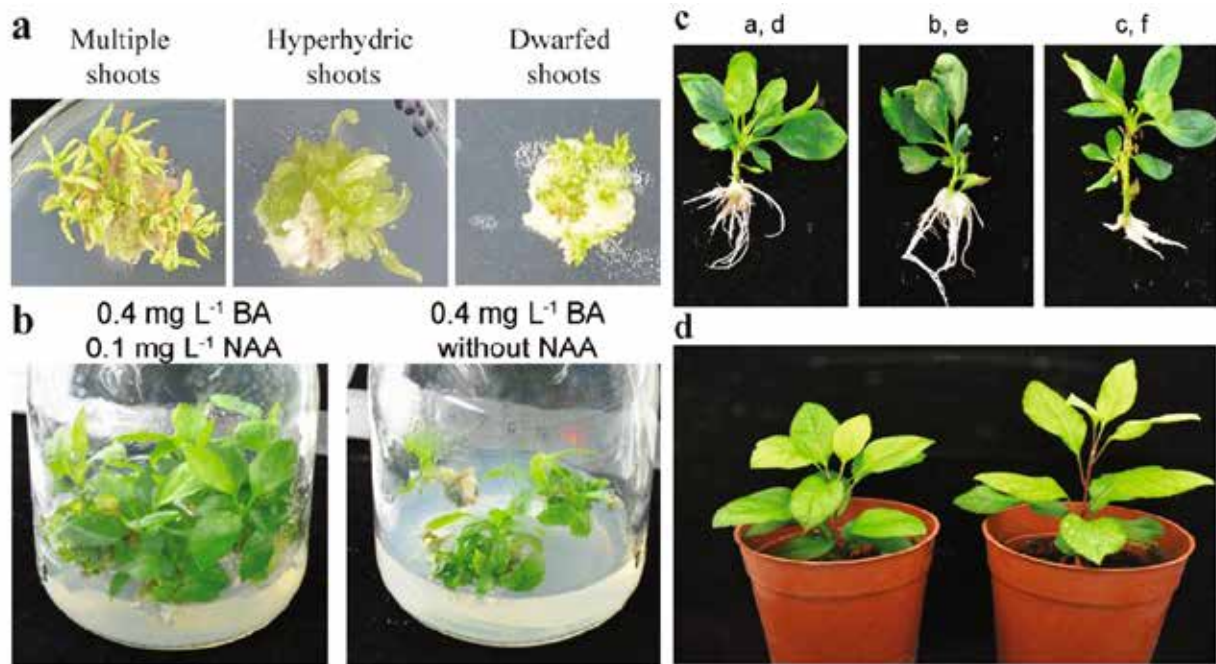 a
Multiple
shoots
Hyperhydric
shoots
Dwarfed
shoots
b
0.4 mg L⁻¹ BA
0.1 mg L⁻¹ NAA
0.4 mg L⁻¹ BA
without NAA
c
a, d
b, e
c, f
d